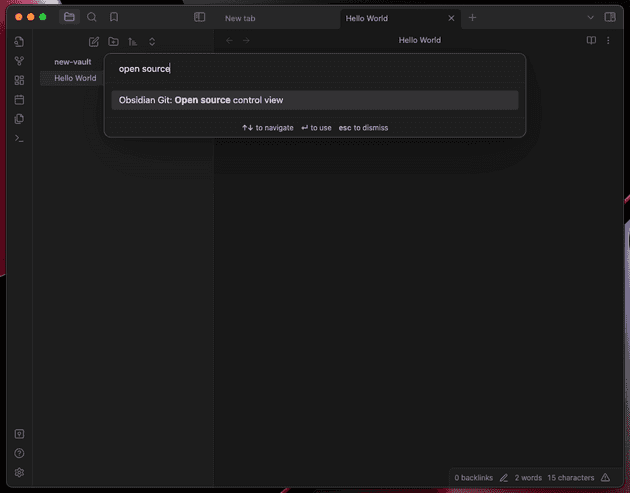 New tab
Hello World
Hello World
new-vault
Hello World
open source
Obsidian Git: Open source control view
↑↓ to navigate ↵ to use esc to dismiss
0 backlinks 2 words 15 characters